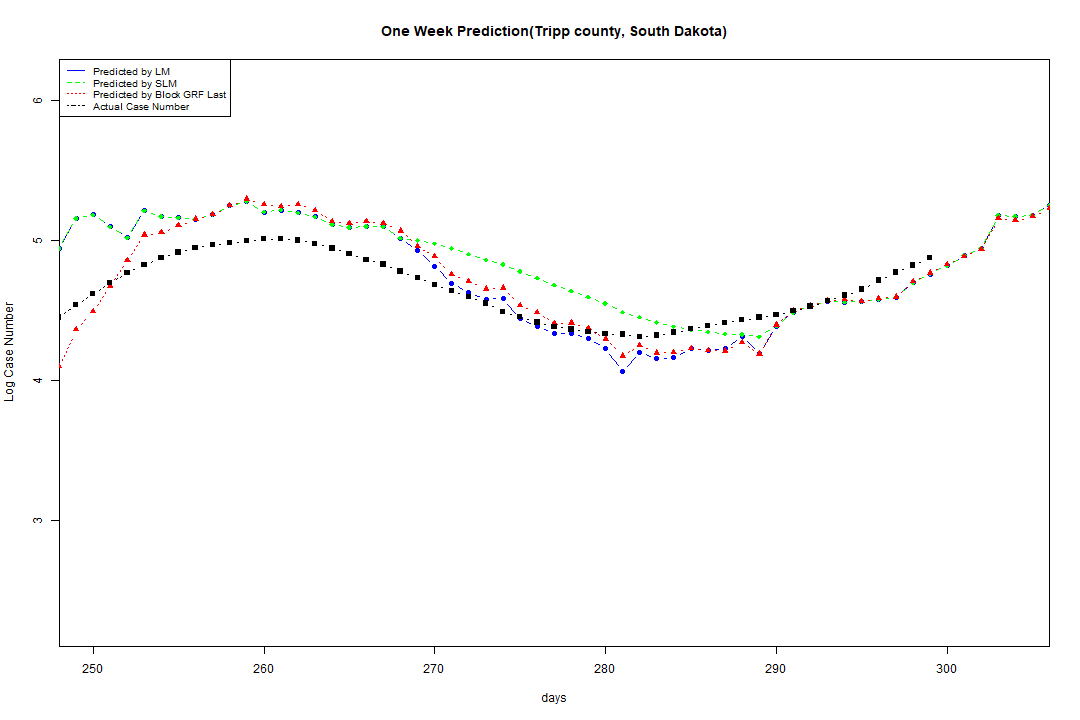 One Week Prediction(Tripp county, South Dakota)
Predicted by LM
Predicted by SLM
Predicted by Block GRF Last
Actual Case Number
6
5
4
3
Log Case Number
250 260 270 280 290 300
days